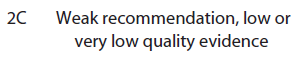 2C Weak recommendation, low or
very low quality evidence